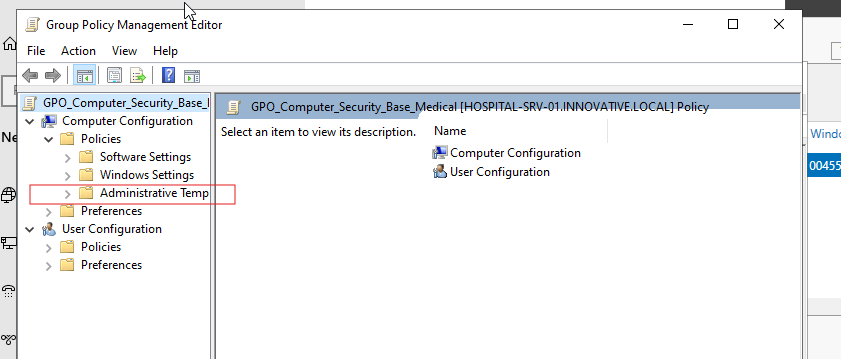 Group Policy Management Editor
File Action View Help
GPO_Computer_Security_Base_
Computer Configuration
Policies
Software Settings
Windows Settings
Administrative Temp
Preferences
User Configuration
Policies
Preferences
GPO_Computer_Security_Base_Medical [HOSPITAL-SRV-01.INNOVATIVE.LOCAL] Policy
Select an item to view its description.
Name
Computer Configuration
User Configuration
Ne
Windo
00455